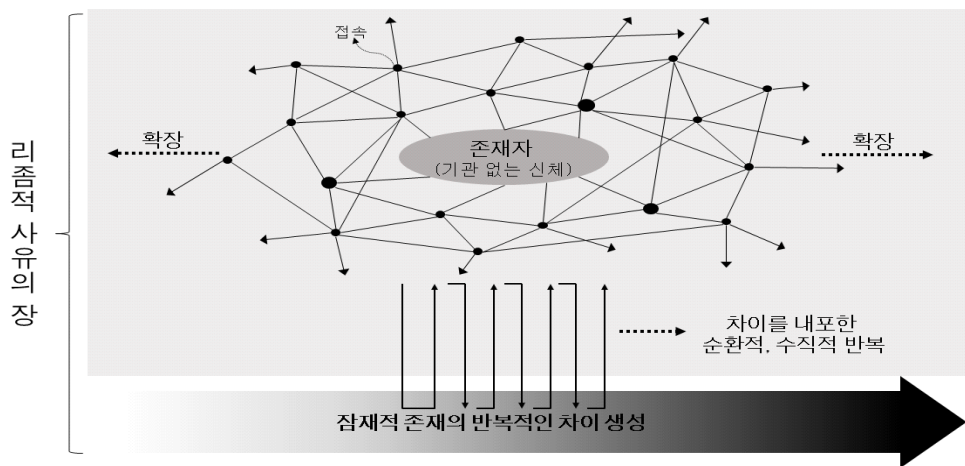 접속
확장
확장
존재자
(기관 없는 신체)
리좀적 사유의 장
차이를 내포한
순환적, 수직적 반복
잠재적 존재의 반복적인 차이 생성